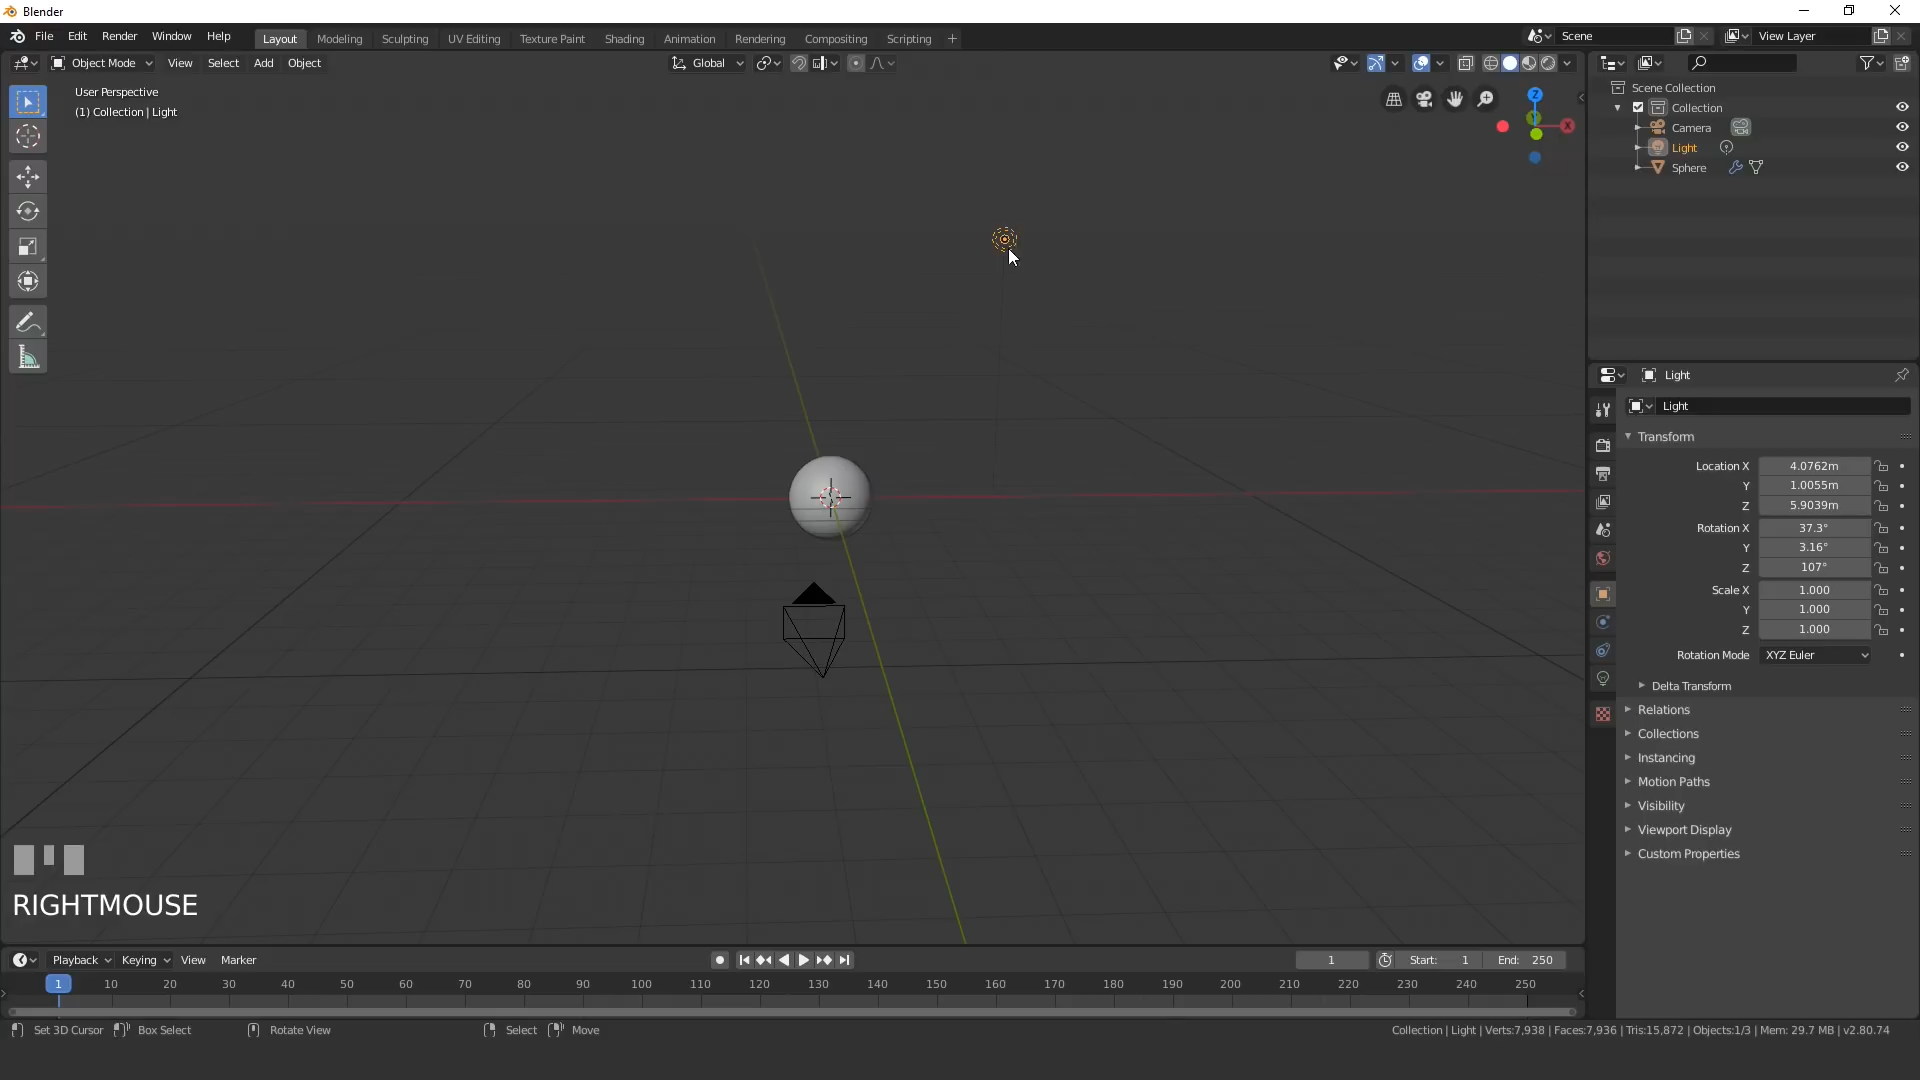 Blender
File Edit Render Window Help Layout Modeling Sculpting UV Editing Texture Paint Shading Animation Rendering Compositing Scripting + Scene View Layer
Object Mode View Select Add Object Global
User Perspective
(1) Collection | Light
Z
X
Scene Collection
Collection
Camera
Light
Sphere
Light
Light
Transform
Location X 4.0762m
Y 1.0055m
Z 5.9039m
Rotation X 37.3°
Y 3.16°
Z 107°
Scale X 1.000
Y 1.000
Z 1.000
Rotation Mode XYZ Euler
Delta Transform
Relations
Collections
Instancing
Motion Paths
Visibility
Viewport Display
Custom Properties
RIGHTMOUSE
Playback Keying View Marker 1 Start: 1 End: 250
1 10 20 30 40 50 60 70 80 90 100 110 120 130 140 150 160 170 180 190 200 210 220 230 240 250
Set 3D Cursor Box Select Rotate View Select Move Collection | Light | Verts:7,938 | Faces:7,936 | Tris:15,872 | Objects:1/3 | Mem: 29.7 MB | v2.80.74